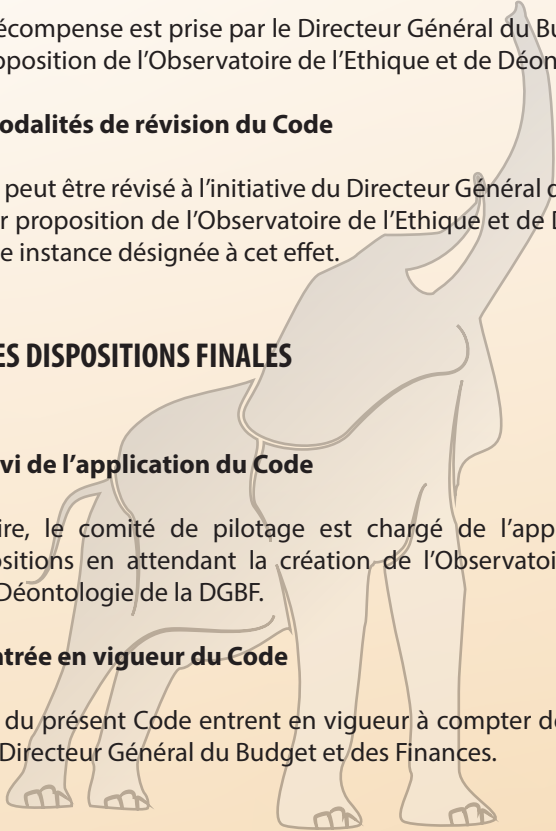 écompense est prise par le Directeur Général du Bu
oposition de l'Observatoire de l'Ethique et de Déon
odalités de révision du Code
peut être révisé à l'initiative du Directeur Général d
r proposition de l'Observatoire de l'Ethique et de D
e instance désignée à cet effet.
ES DISPOSITIONS FINALES
vi de l'application du Code
ire, le comité de pilotage est chargé de l'app
ositions en attendant la création de l'Observatoi
Déontologie de la DGBF.
ntrée en vigueur du Code
du présent Code entrent en vigueur à compter de
Directeur Général du Budget et des Finances.